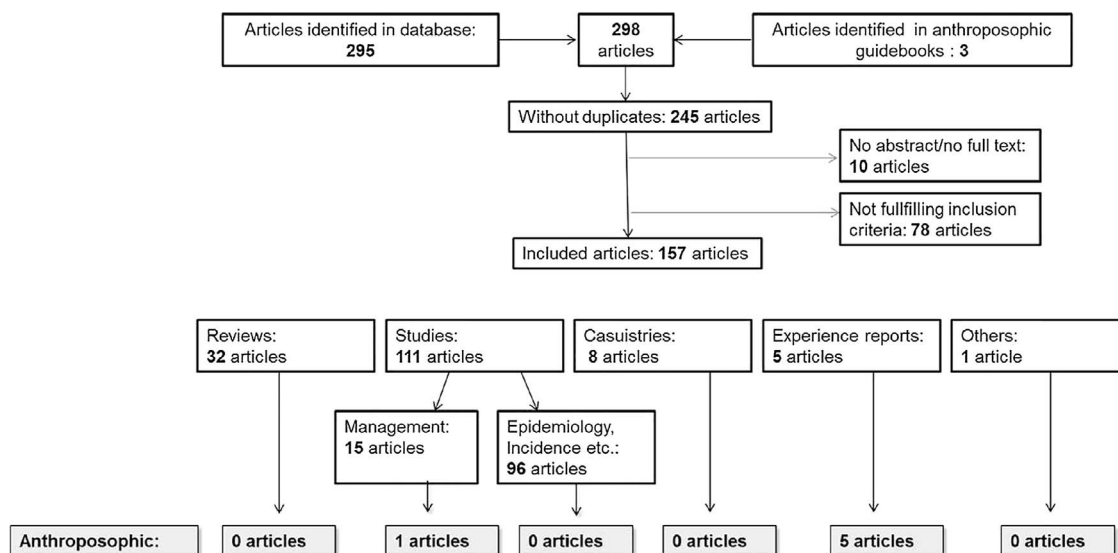 Articles identified in database:
295
298
articles
Articles identified in anthroposophic
guidebooks : 3
Without duplicates: 245 articles
No abstract/no full text:
10 articles
Not fullfilling inclusion
criteria: 78 articles
Included articles: 157 articles
Reviews:
32 articles
Studies:
111 articles
Casuistries:
8 articles
Experience reports:
5 articles
Others:
1 article
Management:
15 articles
Epidemiology,
Incidence etc.:
96 articles
Anthroposophic:
0 articles
1 articles
0 articles
0 articles
5 articles
0 articles